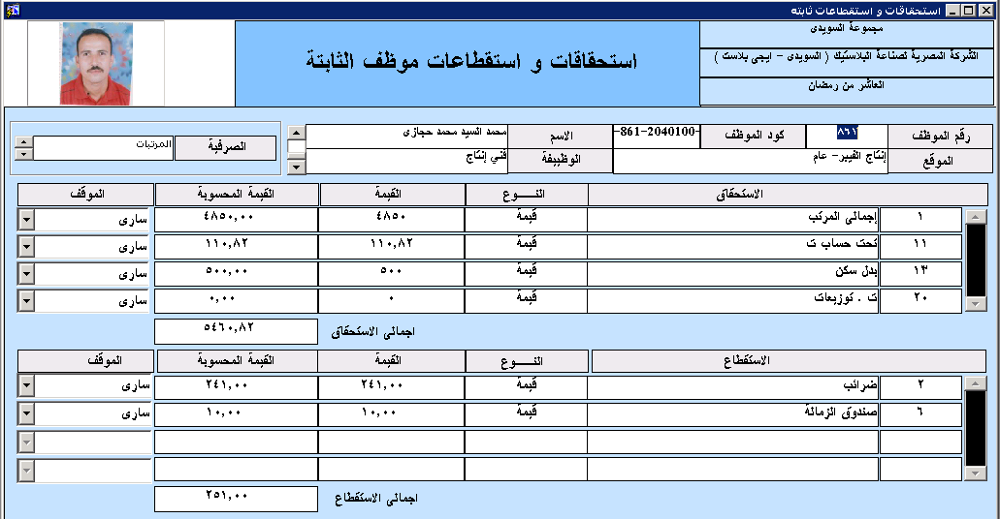 استحقاقات و استقطاعات ثابته
مجموعة السويدى
الشركة المصرية لصناعة البلاستيك ( السويدى - ايجى بلاست )
العاشر من رمضان
استحقاقات و استقطاعات موظف الثابتة
رقم الموظف ٨٦١ كود الموظف 861-2040100- الاسم محمد السيد محمد حجازى
الموقع إنتاج الفيبر- عام الوظييفة فني إنتاج
الصرفية المرتبات
الاستحقاق النـــوع القيمة القيمة المحسوبة الموقف
١ إجمالى المرتب قيمة ٤٨٥٠ ٤٨٥٠,٠٠ سارى
١١ تحت حساب ت قيمة ١١٠,٨٢ ١١٠,٨٢ سارى
١٣ بدل سكن قيمة ٥٠٠ ٥٠٠,٠٠ سارى
٢٠ ت . توزيعات قيمة ٠ ٠,٠٠ سارى
اجمالى الاستحقاق ٥٤٦٠,٨٢
الاستقطاع النـــوع القيمة القيمة المحسوبة الموقف
٢ ضرائب قيمة ٢٤١,٠٠ ٢٤١,٠٠ سارى
٦ صندوق الزمالة قيمة ١٠,٠٠ ١٠,٠٠ سارى
اجمالى الاستقطاع ٢٥١,٠٠